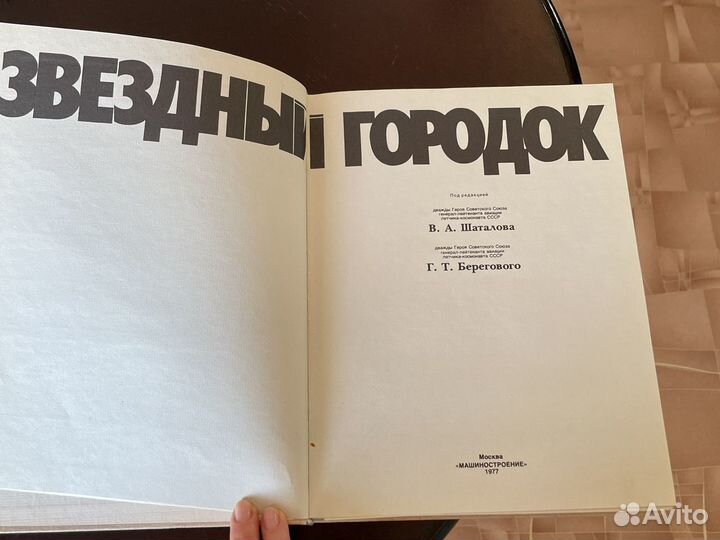 ЗВЕЗДНЫЙ ГОРОДОК
Под редакцией
дважды Героя Советского Союза
генерал-лейтенанта авиации
летчика-космонавта СССР
В. А. Шаталова
дважды Героя Советского Союза
генерал-лейтенанта авиации
летчика-космонавта СССР
Г. Т. Берегового
Москва
«МАШИНОСТРОЕНИЕ»
1977
Avito